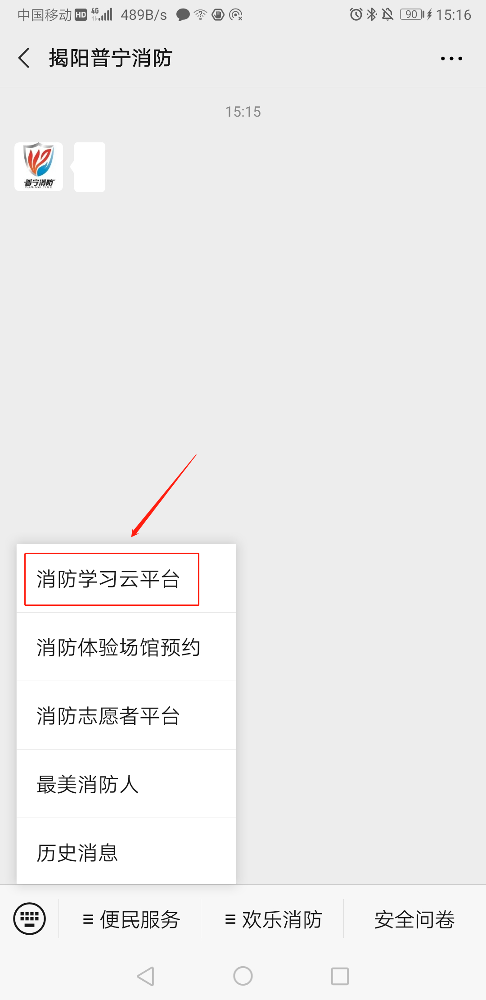 中国移动 HD 4G 489B/s 90 15:16
揭阳普宁消防
15:15
普宁消防
PUNING FIRE
消防学习云平台
消防体验场馆预约
消防志愿者平台
最美消防人
历史消息
便民服务 欢乐消防 安全问卷